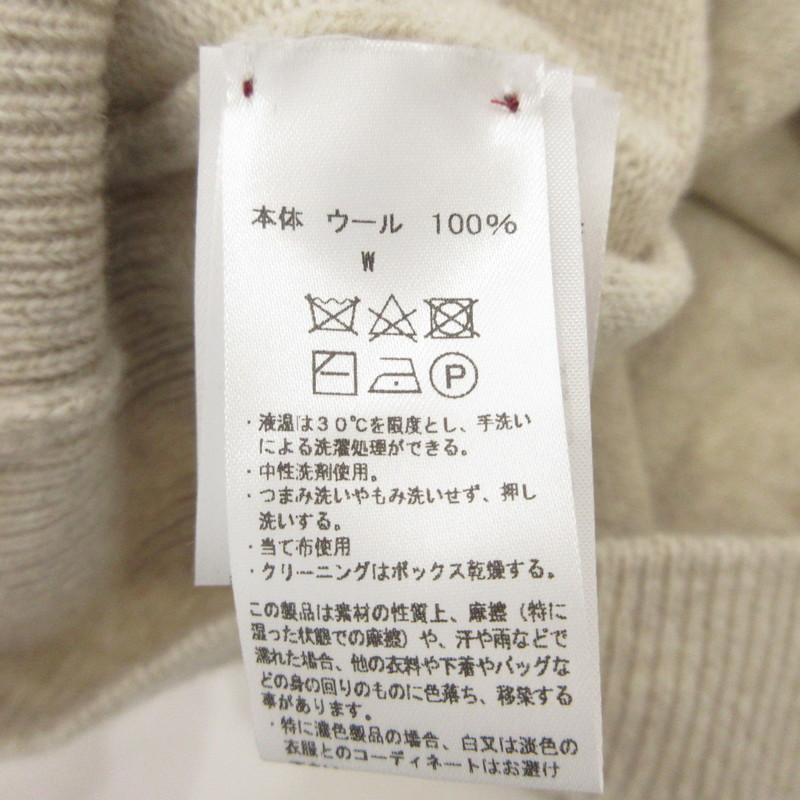 本体 ウール 100%
W
P
・液温は30℃を限度とし、手洗い
による洗濯処理ができる。
・中性洗剤使用。
・つまみ洗いやもみ洗いせず、押し
洗いする。
・当て布使用
・クリーニングはボックス乾燥する。
この製品は素材の性質上、摩擦(特に
湿った状態での摩擦)や、汗や雨などで
濡れた場合、他の衣料や下着やバッグな
どの身の回りのものに色落ち、移染する
事があります。
・特に濃色製品の場合、白又は淡色の
衣服とのコーディネートはお避け